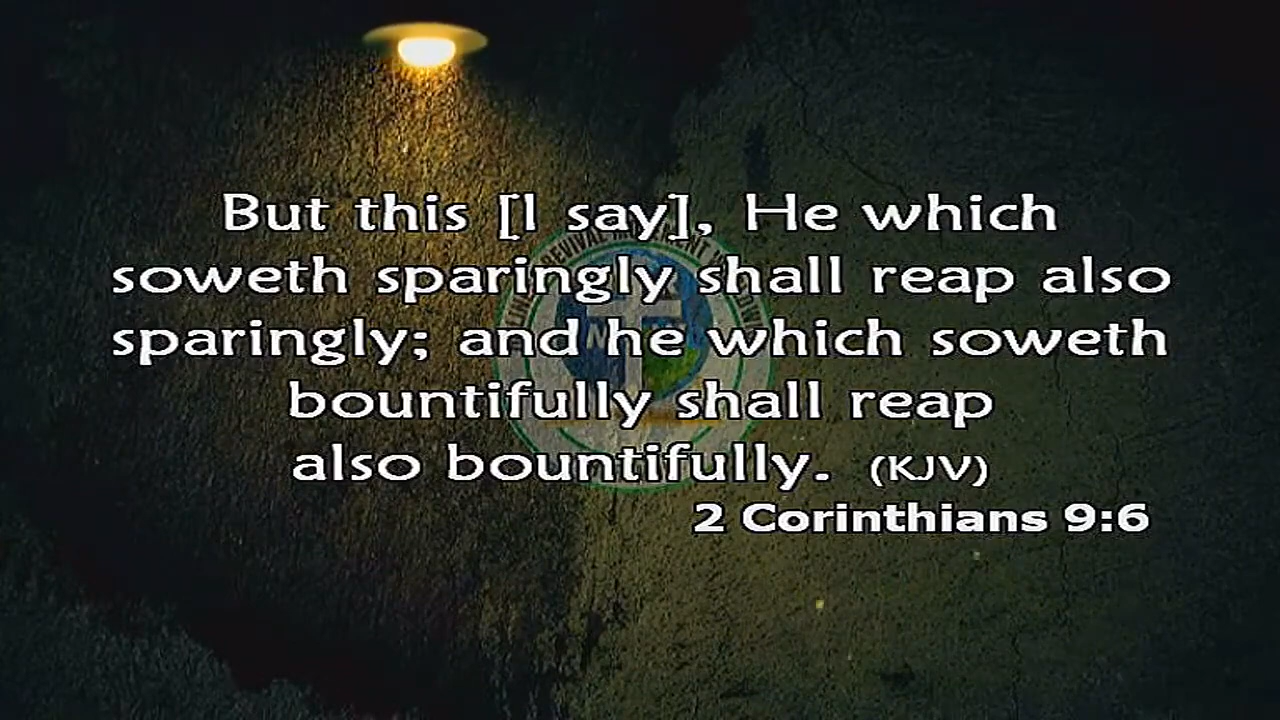 But this [I say], He which
soweth sparingly shall reap also
sparingly; and he which soweth
bountifully shall reap
also bountifully. (KJV)
2 Corinthians 9:6